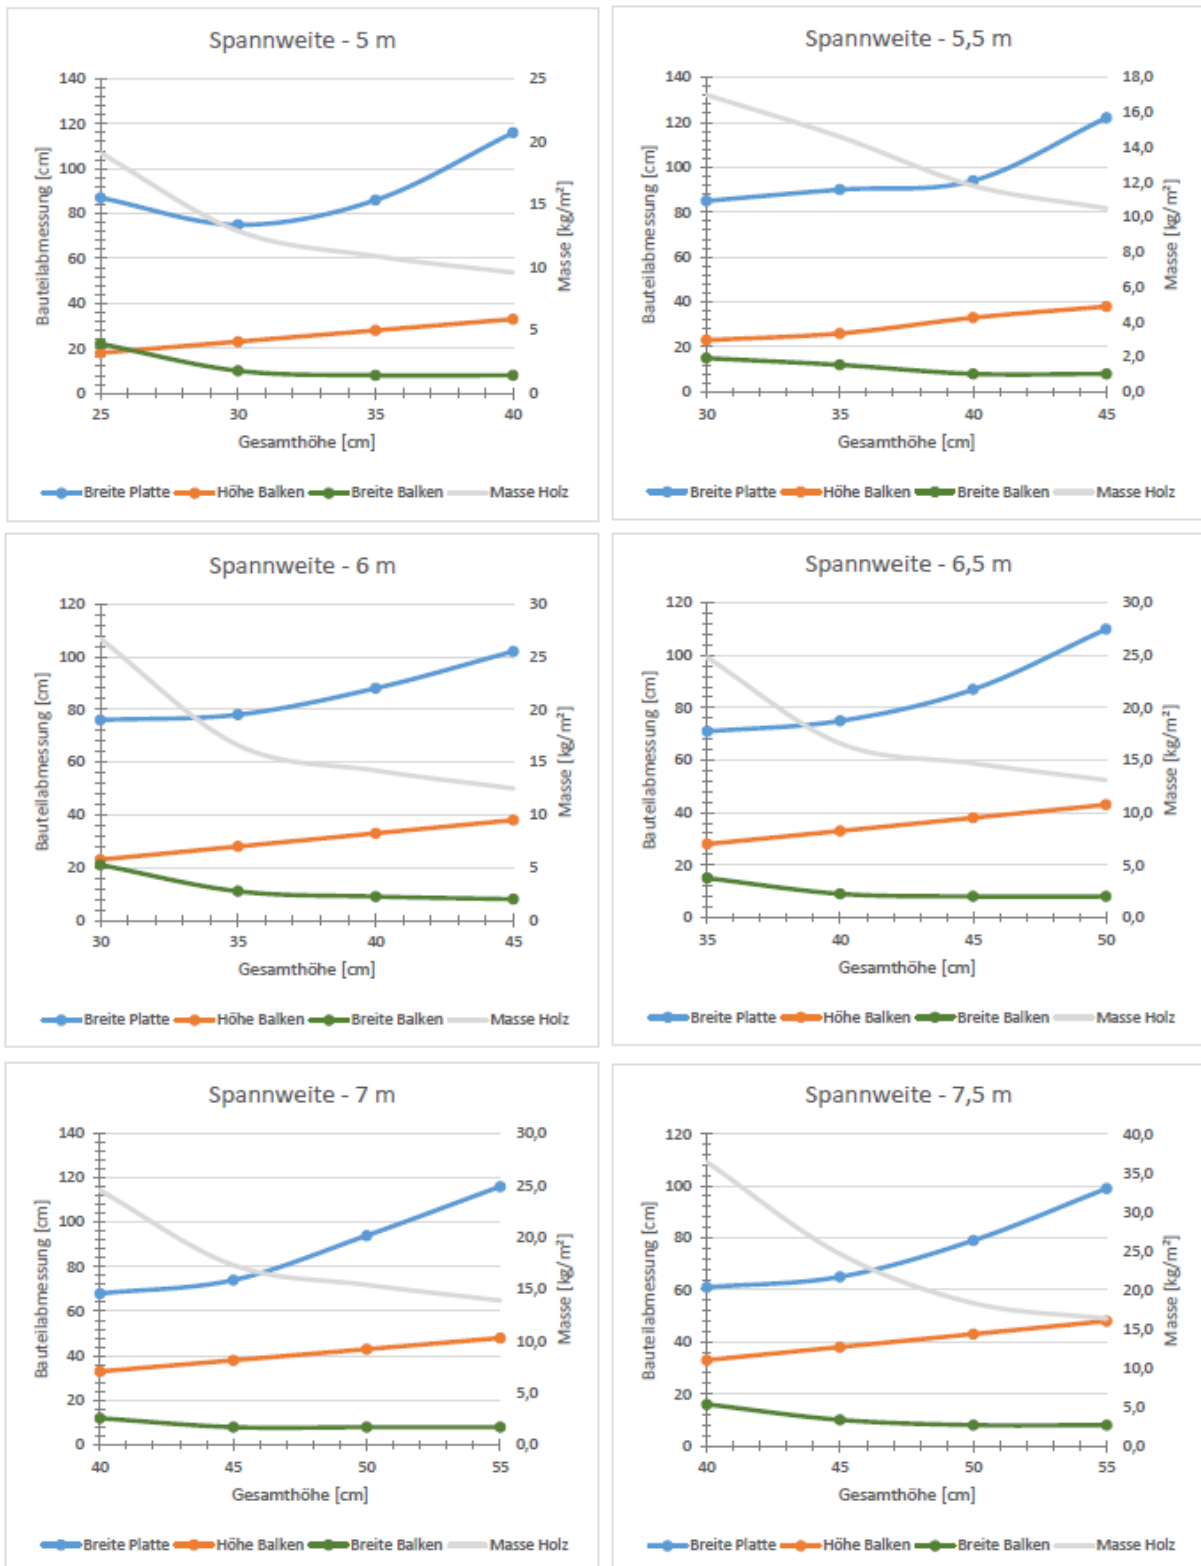 Spannweite - 5 m
140
120
100
80
60
40
20
0
25
20
15
10
5
0
25 30 35 40
Bauteilabmessung [cm]
Masse [kg/m²]
Gesamthöhe [cm]
Breite Platte Höhe Balken Breite Balken Masse Holz
Spannweite - 5,5 m
140
120
100
80
60
40
20
0
18,0
16,0
14,0
12,0
10,0
8,0
6,0
4,0
2,0
0,0
30 35 40 45
Bauteilabmessung [cm]
Masse [kg/m²]
Gesamthöhe [cm]
Breite Platte Höhe Balken Breite Balken Masse Holz
Spannweite - 6 m
120
100
80
60
40
20
0
30
25
20
15
10
5
0
30 35 40 45
Bauteilabmessung [cm]
Masse [kg/m²]
Gesamthöhe [cm]
Breite Platte Höhe Balken Breite Balken Masse Holz
Spannweite - 6,5 m
120
100
80
60
40
20
0
30,0
25,0
20,0
15,0
10,0
5,0
0,0
35 40 45 50
Bauteilabmessung [cm]
Masse [kg/m²]
Gesamthöhe [cm]
Breite Platte Höhe Balken Breite Balken Masse Holz
Spannweite - 7 m
140
120
100
80
60
40
20
0
30,0
25,0
20,0
15,0
10,0
5,0
0,0
40 45 50 55
Bauteilabmessung [cm]
Masse [kg/m²]
Gesamthöhe [cm]
Breite Platte Höhe Balken Breite Balken Masse Holz
Spannweite - 7,5 m
120
100
80
60
40
20
0
40,0
35,0
30,0
25,0
20,0
15,0
10,0
5,0
0,0
40 45 50 55
Bauteilabmessung [cm]
Masse [kg/m²]
Gesamthöhe [cm]
Breite Platte Höhe Balken Breite Balken Masse Holz